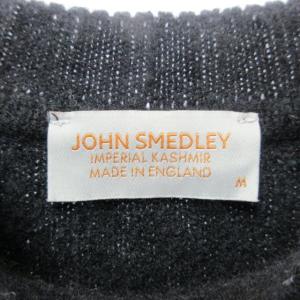 JOHN SMEDLEY
IMPERIAL KASHMIR
MADE IN ENGLAND
M